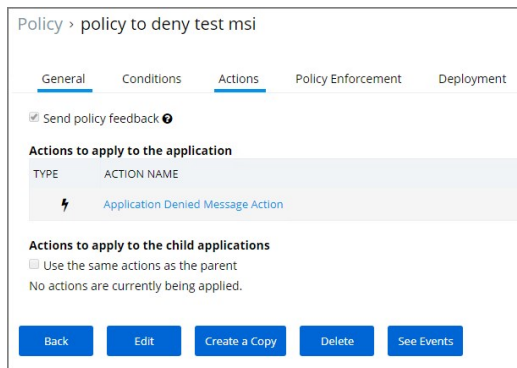 Policy › policy to deny test msi
General Conditions Actions Policy Enforcement Deployment
Send policy feedback
Actions to apply to the application
TYPE ACTION NAME
Application Denied Message Action
Actions to apply to the child applications
Use the same actions as the parent
No actions are currently being applied.
Back Edit Create a Copy Delete See Events